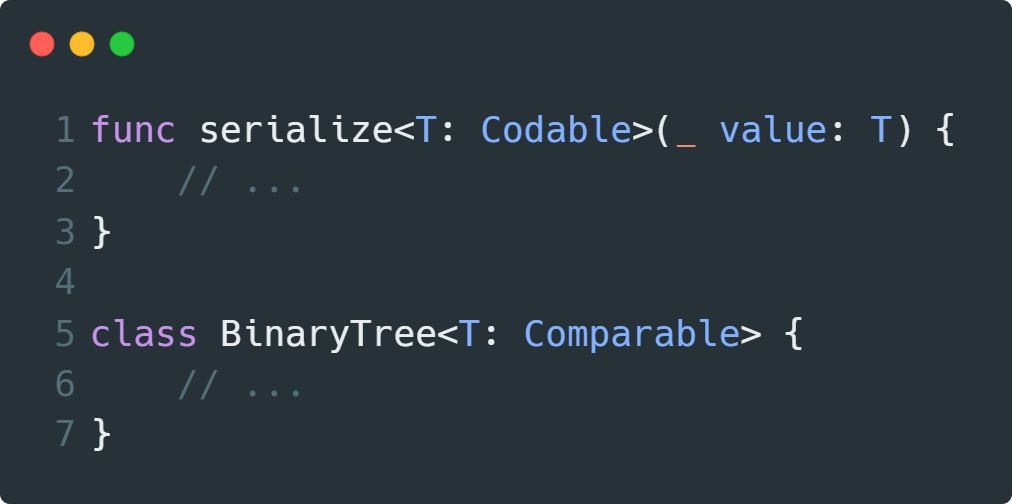 1 func serialize<T: Codable>(_ value: T) {
2     // ...
3 }
4
5 class BinaryTree<T: Comparable> {
6     // ...
7 }